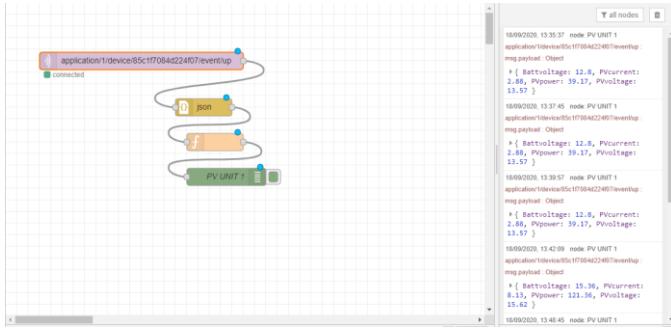 application/1/device/85c1f7084d224f07/event/up
connected
json
f
PV UNIT 1
all nodes
18/09/2020, 13:35:37 node: PV UNIT 1
application/1/device/85c1f7084d224f07/event/up :
msg.payload : Object
{ Battvoltage: 12.8, PVcurrent:
2.88, PVpower: 39.17, PVvoltage:
13.57 }
18/09/2020, 13:37:45 node: PV UNIT 1
application/1/device/85c1f7084d224f07/event/up :
msg.payload : Object
{ Battvoltage: 12.8, PVcurrent:
2.88, PVpower: 39.17, PVvoltage:
13.57 }
18/09/2020, 13:39:57 node: PV UNIT 1
application/1/device/85c1f7084d224f07/event/up :
msg.payload : Object
{ Battvoltage: 12.8, PVcurrent:
2.88, PVpower: 39.17, PVvoltage:
13.57 }
18/09/2020, 13:42:09 node: PV UNIT 1
application/1/device/85c1f7084d224f07/event/up :
msg.payload : Object
{ Battvoltage: 15.36, PVcurrent:
8.13, PVpower: 121.36, PVvoltage:
15.62 }
18/09/2020, 13:48:45 node: PV UNIT 1